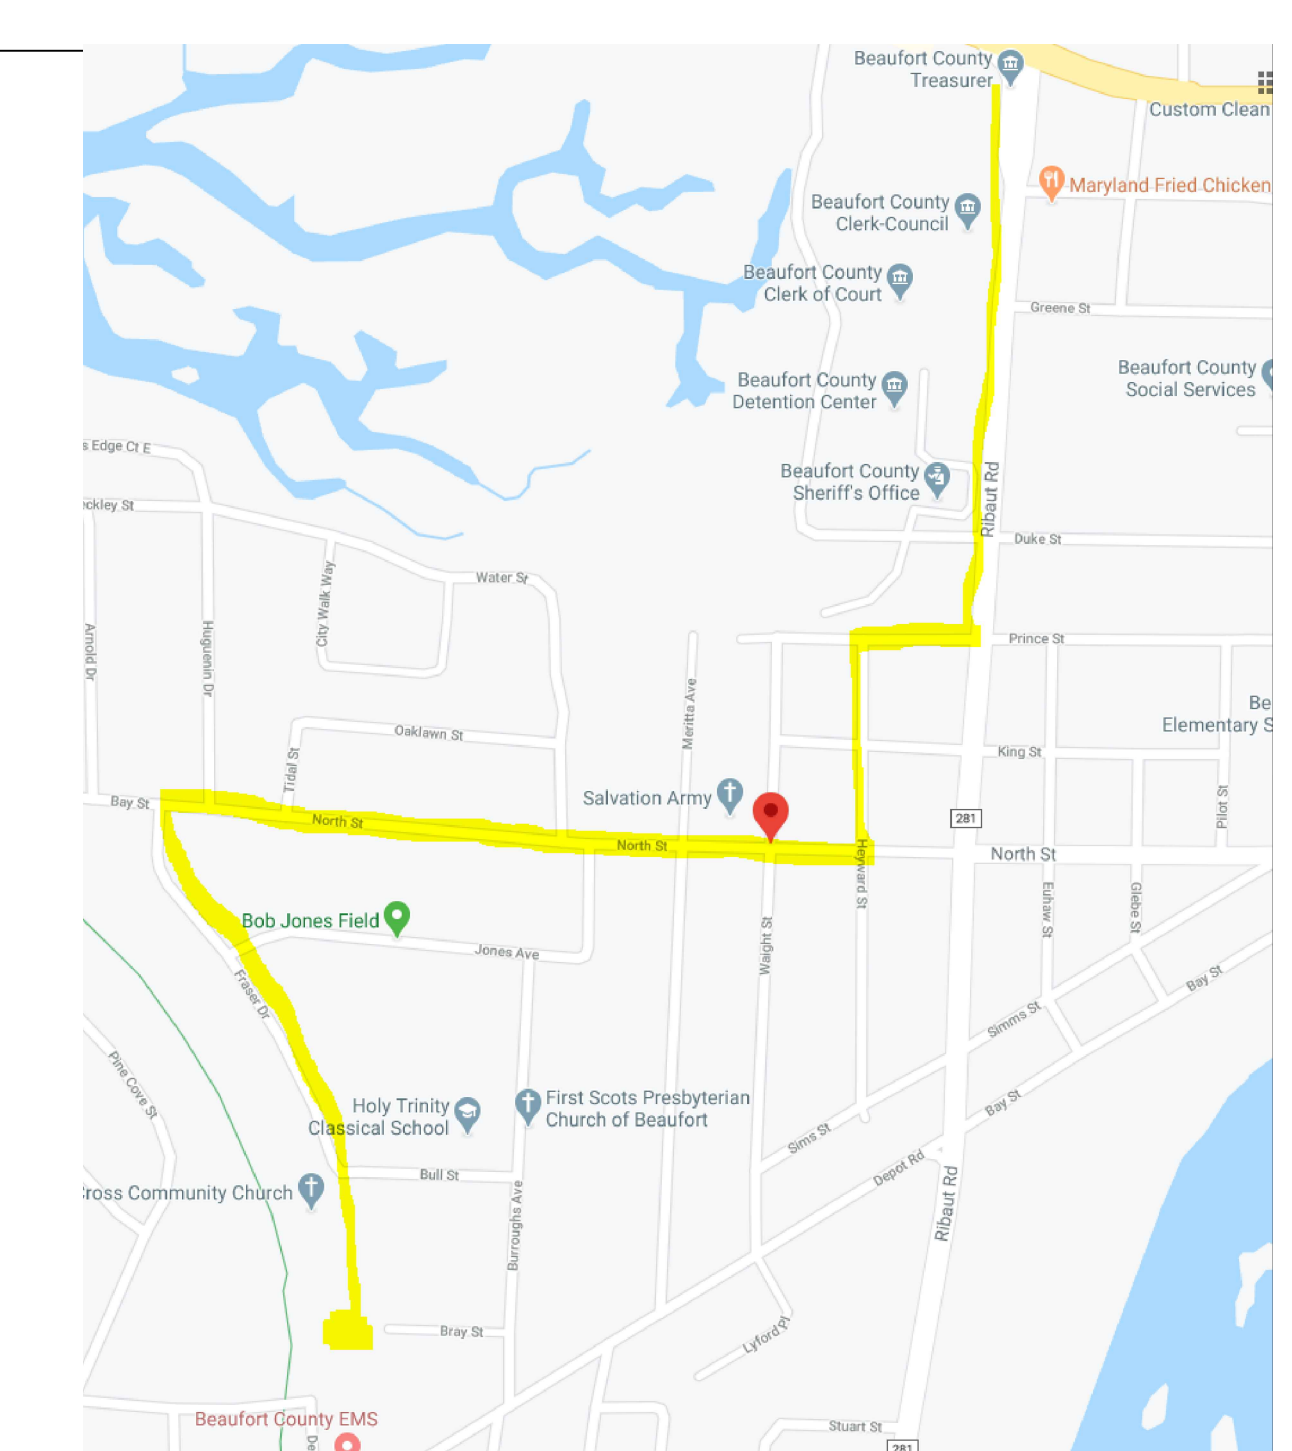 Beaufort County
Treasurer
Custom Clean
Maryland Fried Chicken
Beaufort County
Clerk-Council
Beaufort County
Clerk of Court
Greene St
Beaufort County
Social Services
Beaufort County
Detention Center
s Edge Ct E
Beaufort County
Sheriff's Office
Ribaut Rd
eckley St
Duke St
Water St
City Walk Way
Arnold Dr
Huguenin Dr
Prince St
Meritta Ave
Be
Elementary S
Oaklawn St
King St
Tidal St
Salvation Army
Bay St
Pilot St
North St
281
North St
North St
Heyward St
Euhaw St
Glebe St
Bob Jones Field
Waight St
Jones Ave
Fraser Dr
Bay St
Simms St
Pine Cove St
Holy Trinity
Classical School
First Scots Presbyterian
Church of Beaufort
Bay St
Sims St
Depot Rd
Bull St
ross Community Church
Burroughs Ave
Ribaut Rd
Bray St
Lyford Pl
Beaufort County EMS
Stuart St
De
281